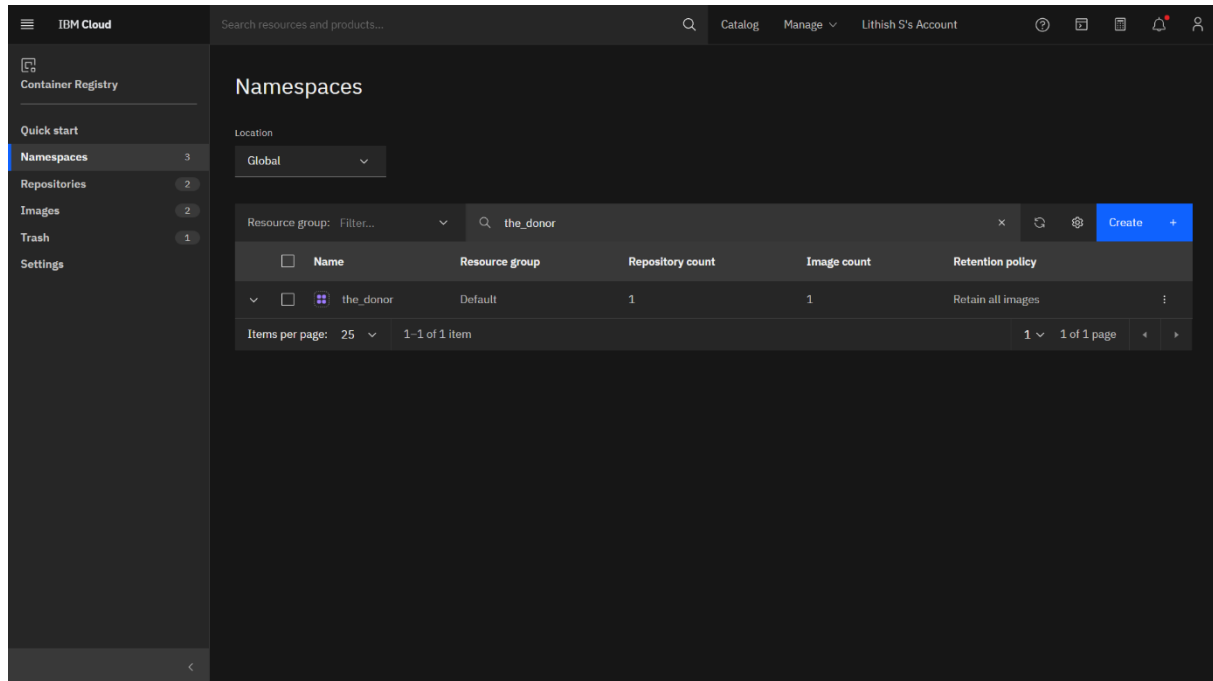 IBM Cloud
Search resources and products...
Catalog
Manage
Lithish S's Account
Container Registry
Quick start
Namespaces 3
Repositories 2
Images 2
Trash 1
Settings
Namespaces
Location
Global
Resource group: Filter...
the_donor
Create +
Name Resource group Repository count Image count Retention policy
the_donor Default 1 1 Retain all images
Items per page: 25 1–1 of 1 item 1 1 of 1 page